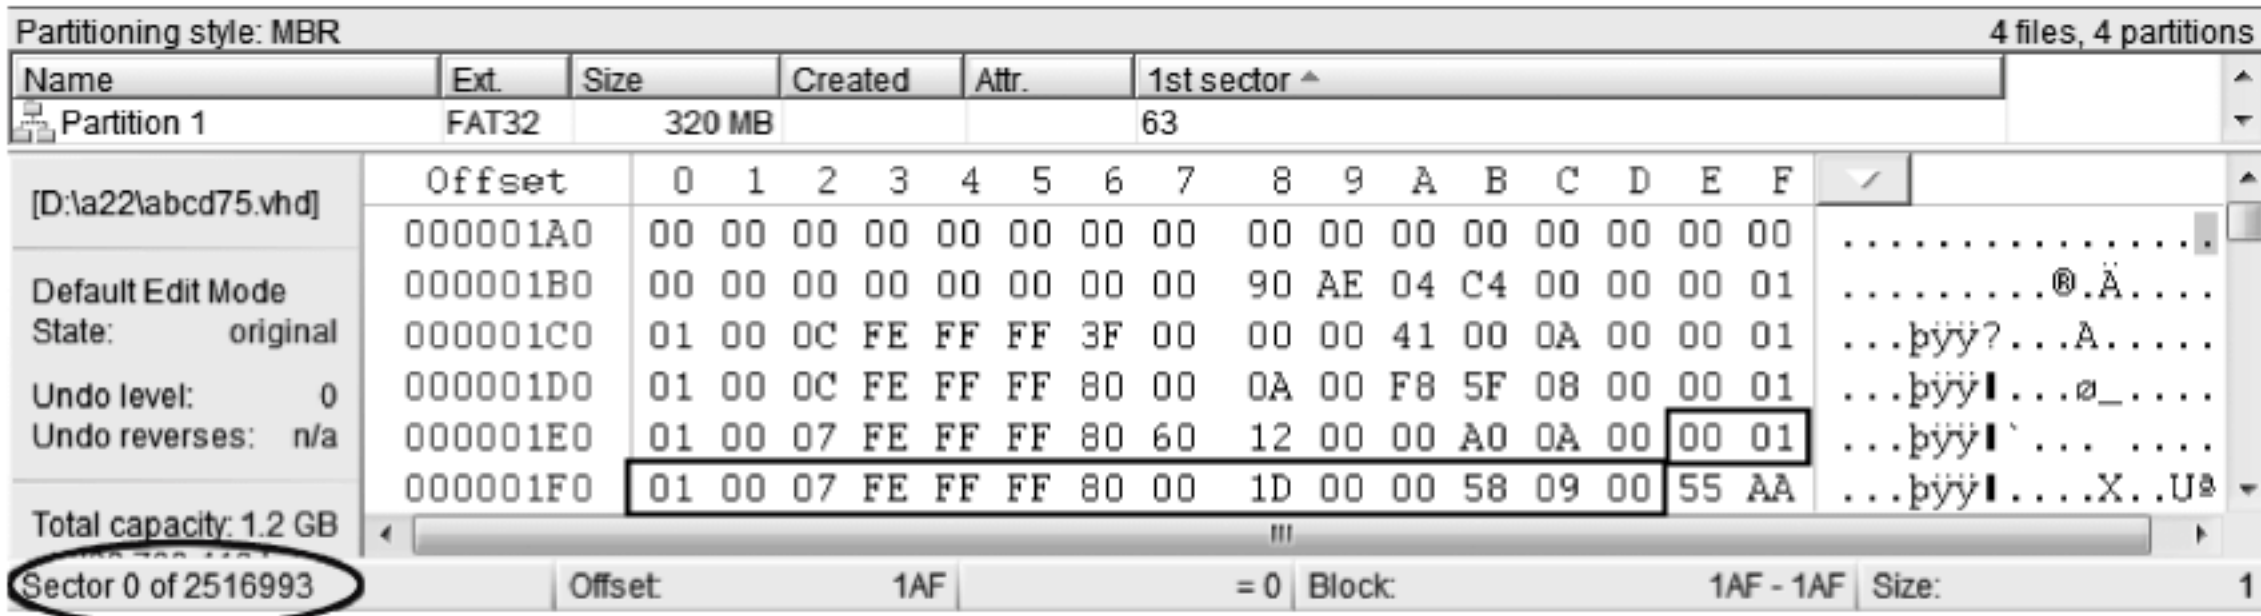 Partitioning style: MBR 4 files, 4 partitions
Name Ext. Size Created Attr. 1st sector
Partition 1 FAT32 320 MB 63
[D:\a22\abcd75.vhd]
Default Edit Mode
State: original
Undo level: 0
Undo reverses: n/a
Total capacity: 1.2 GB
Offset 0 1 2 3 4 5 6 7 8 9 A B C D E F
000001A0 00 00 00 00 00 00 00 00 00 00 00 00 00 00 00 00 ................
000001B0 00 00 00 00 00 00 00 00 90 AE 04 C4 00 00 00 01 .........®.Ä....
000001C0 01 00 0C FE FF FF 3F 00 00 00 41 00 0A 00 00 01 ...þÿÿ?...A.....
000001D0 01 00 0C FE FF FF 80 00 0A 00 F8 5F 08 00 00 01 ...þÿÿ▌...ø_....
000001E0 01 00 07 FE FF FF 80 60 12 00 00 A0 0A 00 00 01 ...þÿÿ▌`... ....
000001F0 01 00 07 FE FF FF 80 00 1D 00 00 58 09 00 55 AA ...þÿÿ▌....X..Uª
Sector 0 of 2516993 Offset: 1AF = 0 Block: 1AF - 1AF Size: 1